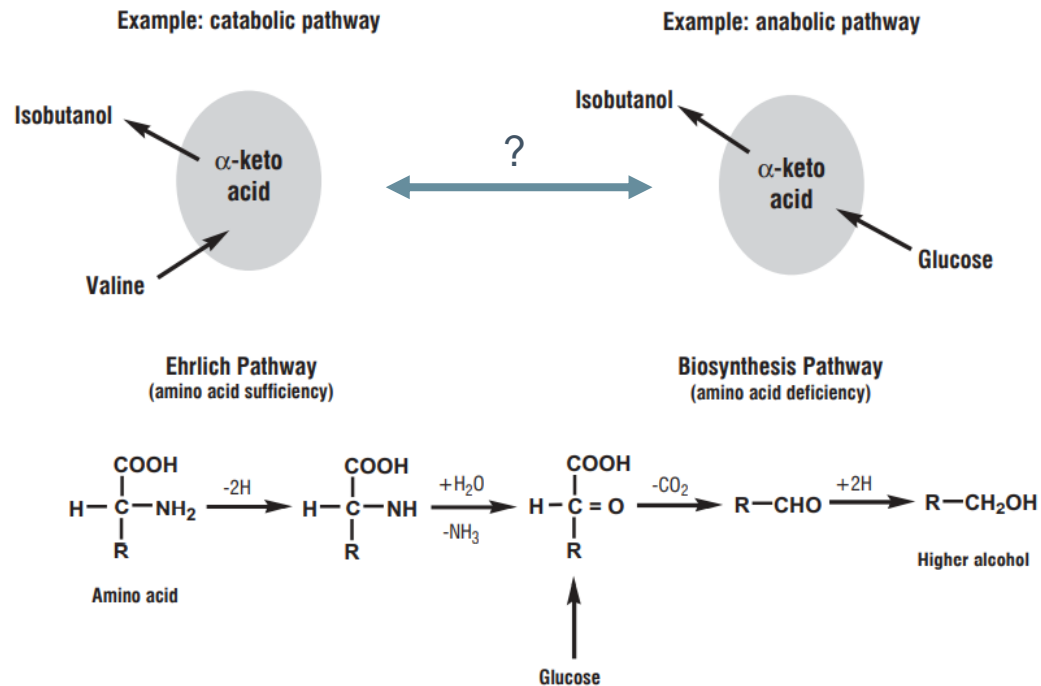 Example: catabolic pathway
Example: anabolic pathway
Isobutanol
α-keto
acid
Valine
?
Isobutanol
α-keto
acid
Glucose
Ehrlich Pathway
(amino acid sufficiency)
Biosynthesis Pathway
(amino acid deficiency)
COOH
H—C—NH₂
R
Amino acid
-2H
COOH
H—C—NH
R
+H₂O
-NH₃
COOH
H—C=O
R
Glucose
-CO₂
R—CHO
+2H
R—CH₂OH
Higher alcohol